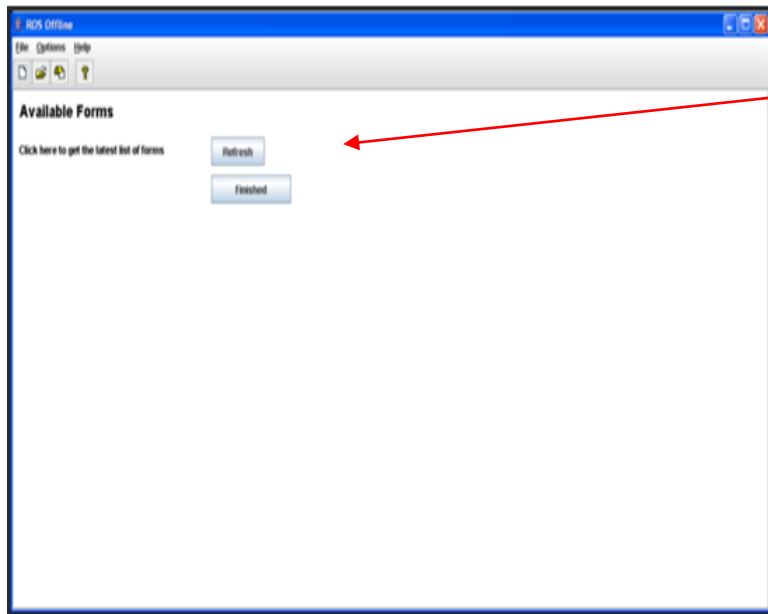 ROS Offline
File Options Help
Available Forms
Click here to get the latest list of forms Refresh
Finished